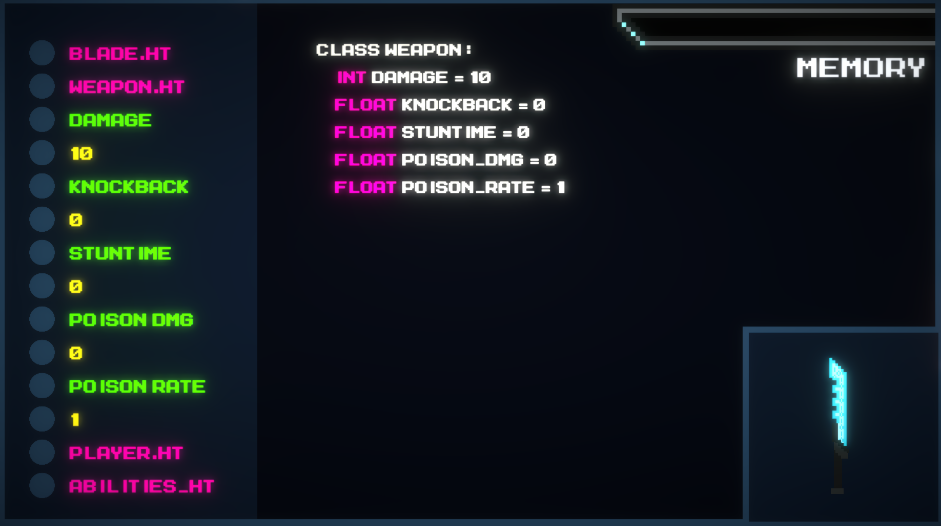 BLADE.HT
WEAPON.HT
DAMAGE
10
KNOCKBACK
0
STUNTIME
0
POISON DMG
0
POISON RATE
1
PLAYER.HT
ABILITIES_HT
CLASS WEAPON:
INT DAMAGE = 10
FLOAT KNOCKBACK = 0
FLOAT STUNTIME = 0
FLOAT POISON_DMG = 0
FLOAT POISON_RATE = 1
MEMORY